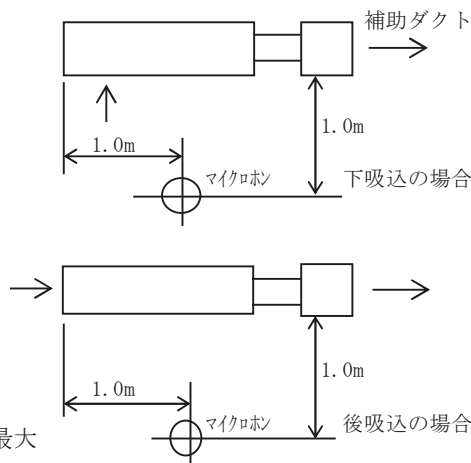 補助ダクト
1.0m
1.0m
マイクロホン
下吸込の場合
1.0m
1.0m
マイクロホン
後吸込の場合
最大